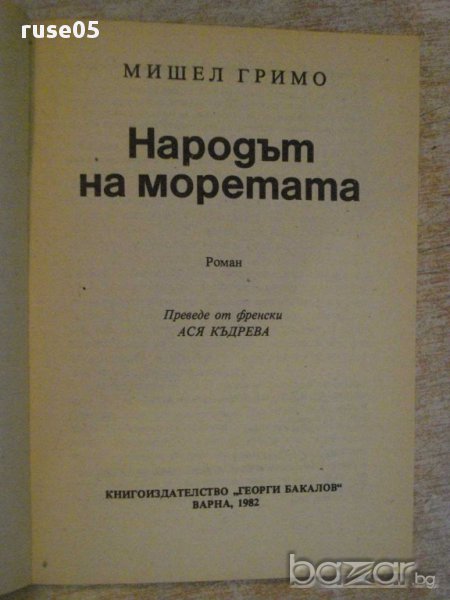 ruse05
МИШЕЛ ГРИМО
Народът
на моретата
Роман
Преведе от френски
АСЯ КЪДРЕВА
КНИГОИЗДАТЕЛСТВО „ГЕОРГИ БАКАЛОВ“
ВАРНА, 1982
bazar.bg